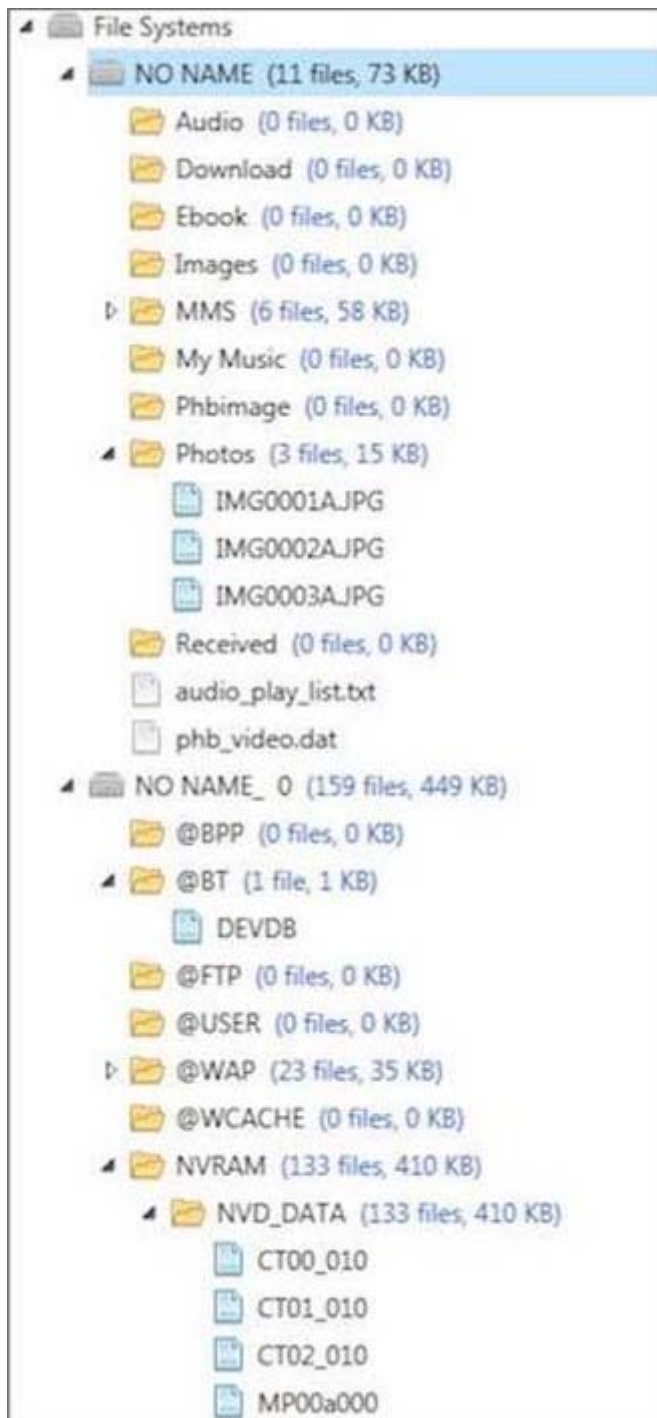 File Systems
NO NAME (11 files, 73 KB)
Audio (0 files, 0 KB)
Download (0 files, 0 KB)
Ebook (0 files, 0 KB)
Images (0 files, 0 KB)
MMS (6 files, 58 KB)
My Music (0 files, 0 KB)
Phbimage (0 files, 0 KB)
Photos (3 files, 15 KB)
IMG0001A.JPG
IMG0002A.JPG
IMG0003A.JPG
Received (0 files, 0 KB)
audio_play_list.txt
phb_video.dat
NO NAME_ 0 (159 files, 449 KB)
@BPP (0 files, 0 KB)
@BT (1 file, 1 KB)
DEVDB
@FTP (0 files, 0 KB)
@USER (0 files, 0 KB)
@WAP (23 files, 35 KB)
@WCACHE (0 files, 0 KB)
NVRAM (133 files, 410 KB)
NVD_DATA (133 files, 410 KB)
CT00_010
CT01_010
CT02_010
MP00a000